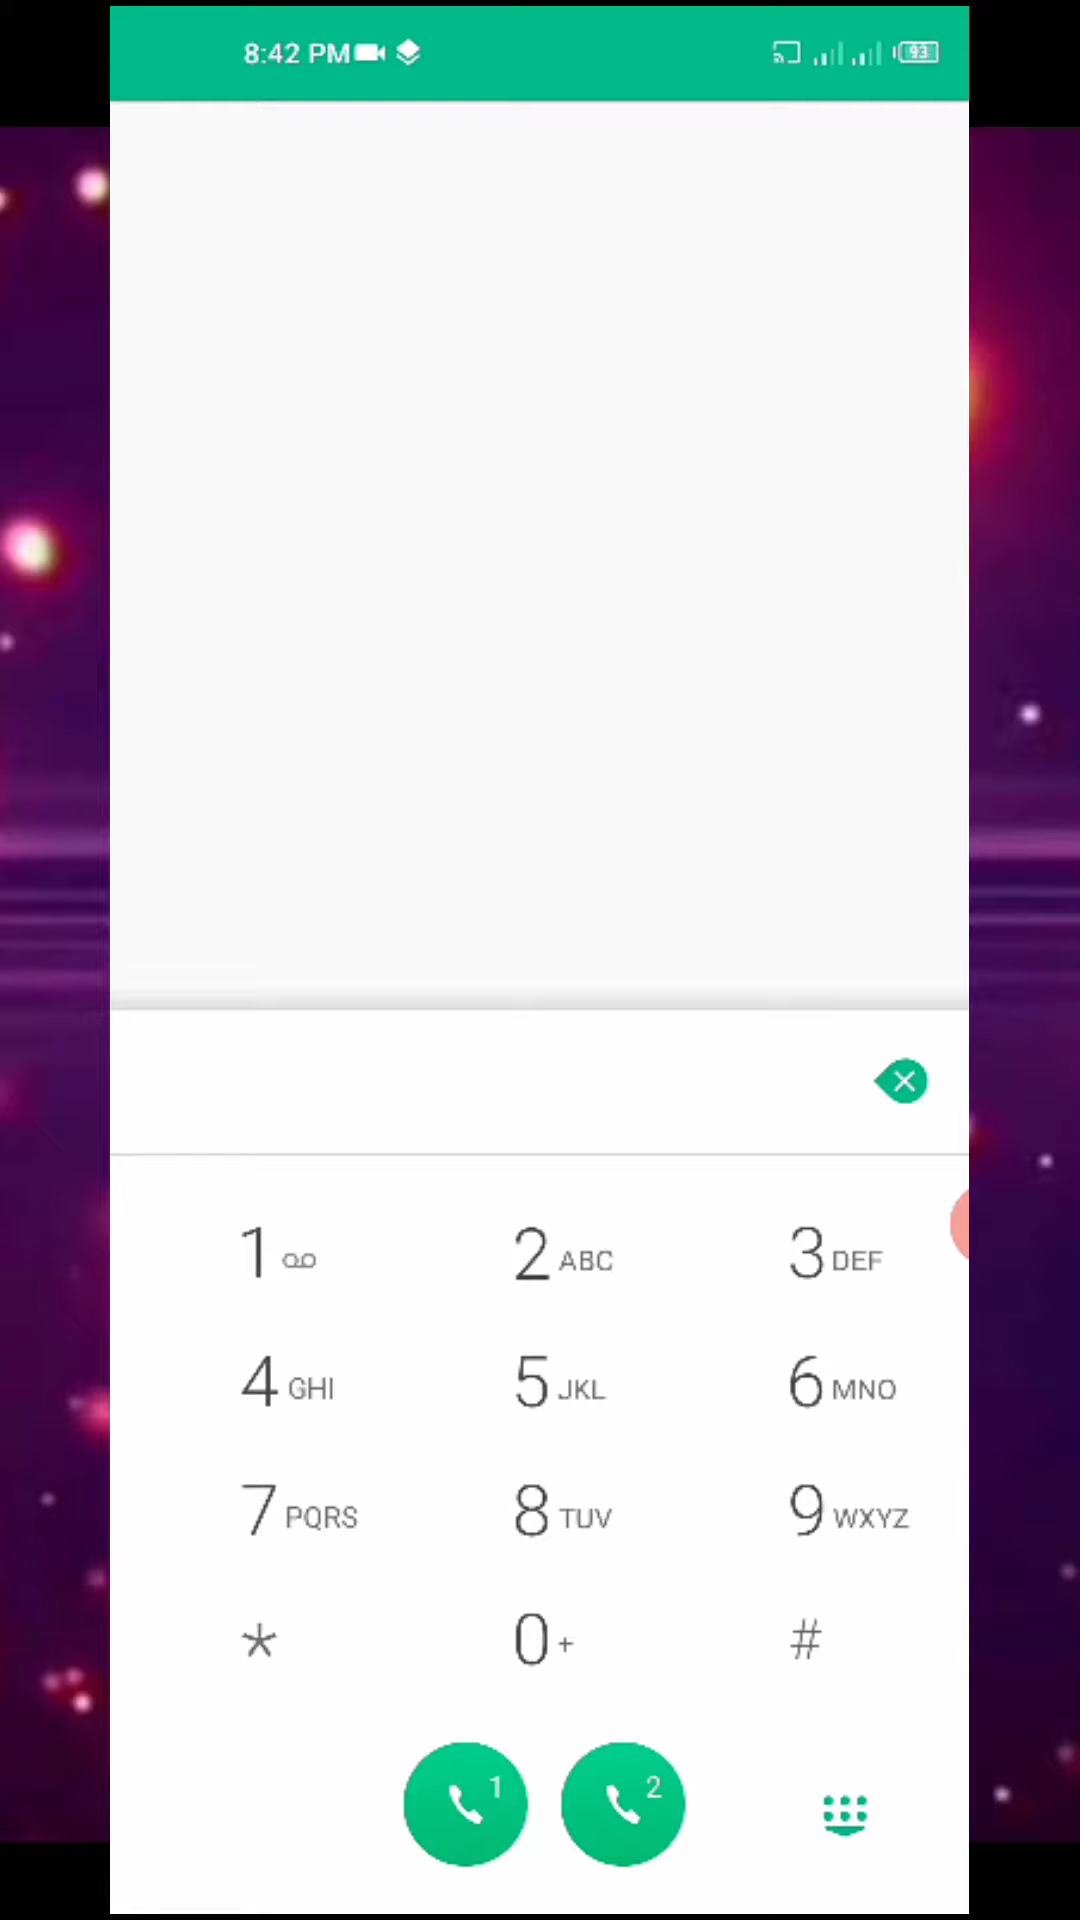 8:42 PM
93
1
2 ABC
3 DEF
4 GHI
5 JKL
6 MNO
7 PQRS
8 TUV
9 WXYZ
*
0 +
#
1
2